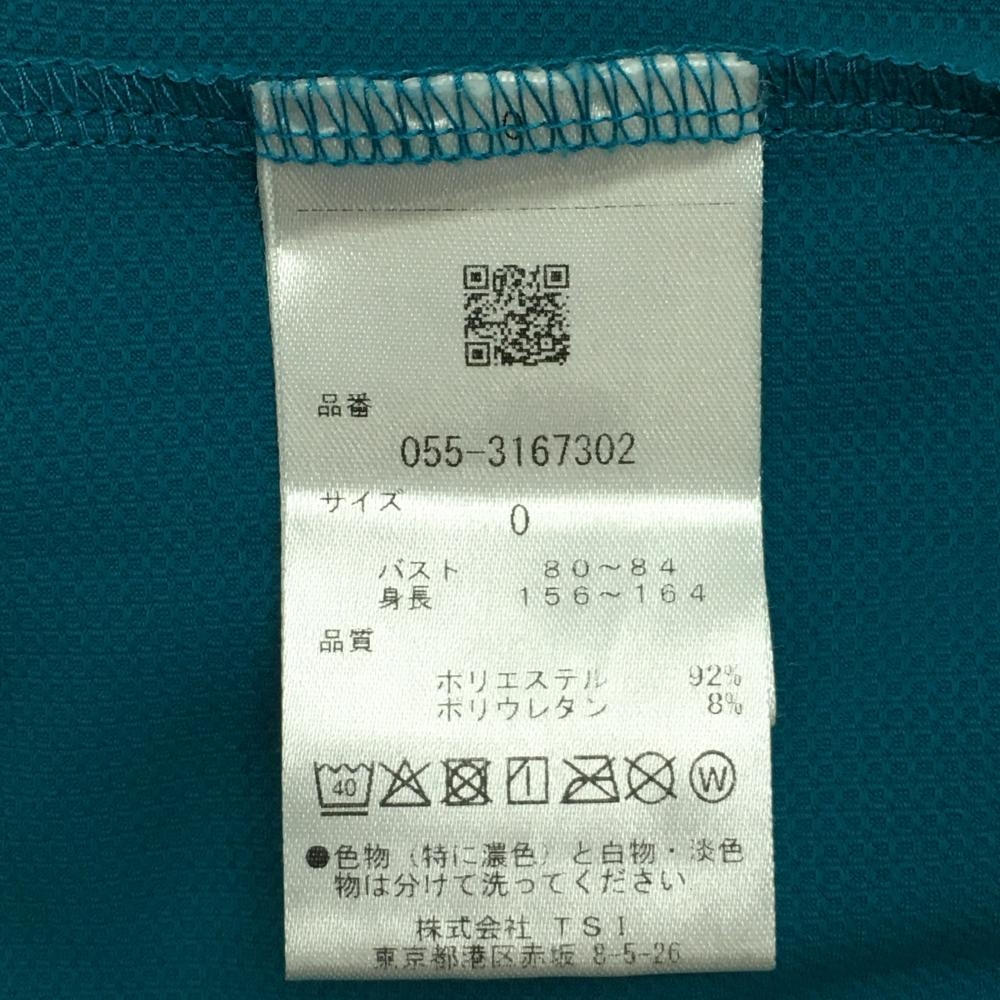 品番
055-3167302
サイズ 0
バスト 80～84
身長 156～164
品質
ポリエステル 92%
ポリウレタン 8%
40 W
●色物（特に濃色）と白物・淡色
物は分けて洗ってください
株式会社 TSI
東京都港区赤坂 8-5-26